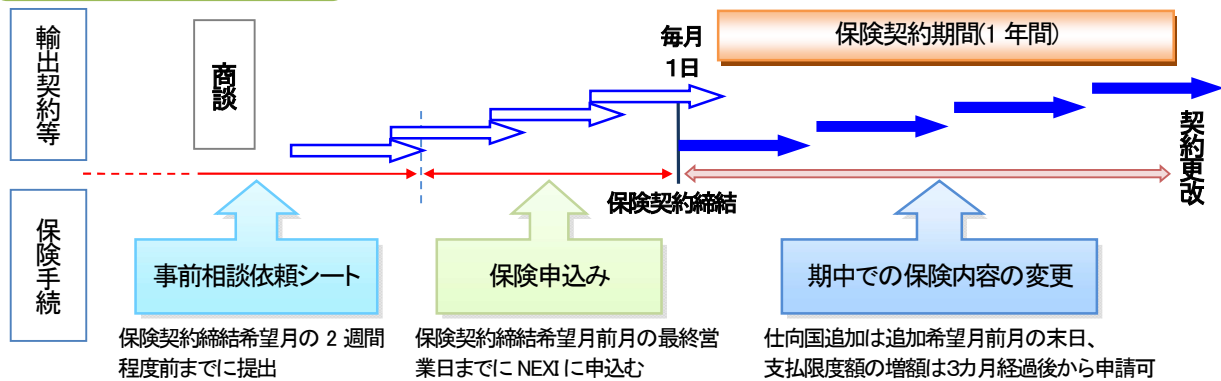 輸出契約等
商談
毎月
1日
保険契約期間(1年間)
契約更改
保険契約締結
保険手続
事前相談依頼シート
保険契約締結希望月の 2 週間
程度前までに提出
保険申込み
保険契約締結希望月前月の最終営
業日までに NEXI に申込む
期中での保険内容の変更
仕向国追加は追加希望月前月の末日、
支払限度額の増額は3カ月経過後から申請可